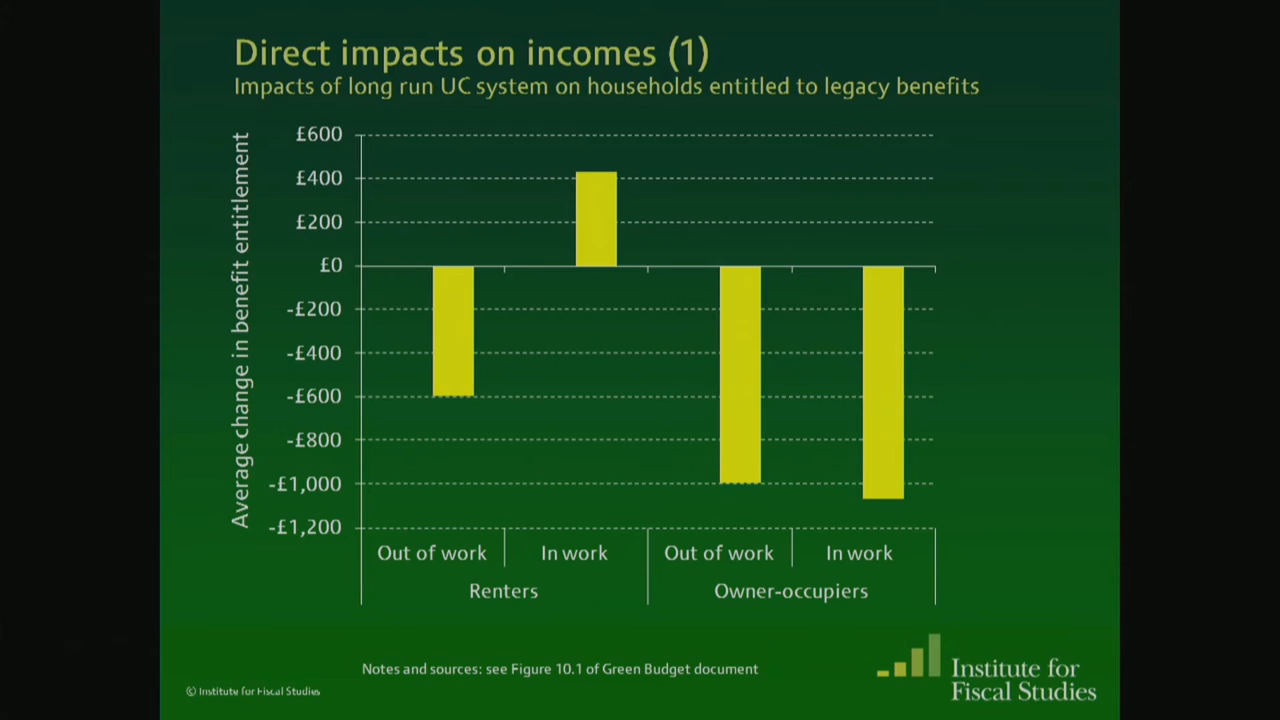 Direct impacts on incomes (1)
Impacts of long run UC system on households entitled to legacy benefits
Average change in benefit entitlement
£600
£400
£200
£0
-£200
-£400
-£600
-£800
-£1,000
-£1,200
Out of work
In work
Out of work
In work
Renters
Owner-occupiers
Notes and sources: see Figure 10.1 of Green Budget document
© Institute for Fiscal Studies
Institute for
Fiscal Studies